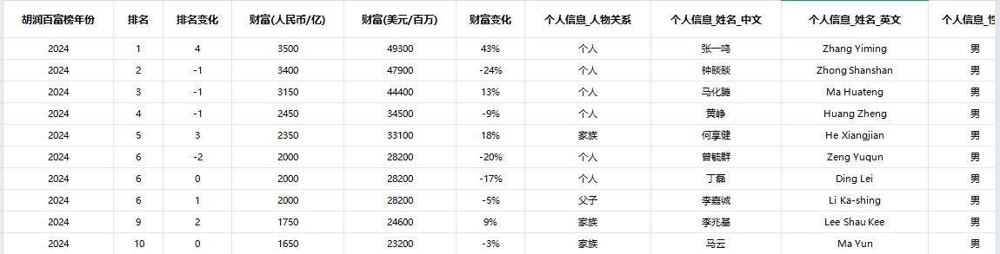 胡润百富榜年份 排名 排名变化 财富(人民币/亿) 财富(美元/百万) 财富变化 个人信息_人物关系 个人信息_姓名_中文 个人信息_姓名_英文 个人信息_性
2024 1 4 3500 49300 43% 个人 张一鸣 Zhang Yiming 男
2024 2 -1 3400 47900 -24% 个人 钟睒睒 Zhong Shanshan 男
2024 3 -1 3150 44400 13% 个人 马化腾 Ma Huateng 男
2024 4 -1 2450 34500 -9% 个人 黄峥 Huang Zheng 男
2024 5 3 2350 33100 18% 家族 何享健 He Xiangjian 男
2024 6 -2 2000 28200 -20% 个人 曾毓群 Zeng Yuqun 男
2024 6 0 2000 28200 -17% 个人 丁磊 Ding Lei 男
2024 6 1 2000 28200 -5% 父子 李嘉诚 Li Ka-shing 男
2024 9 2 1750 24600 9% 家族 李兆基 Lee Shau Kee 男
2024 10 0 1650 23200 -3% 家族 马云 Ma Yun 男